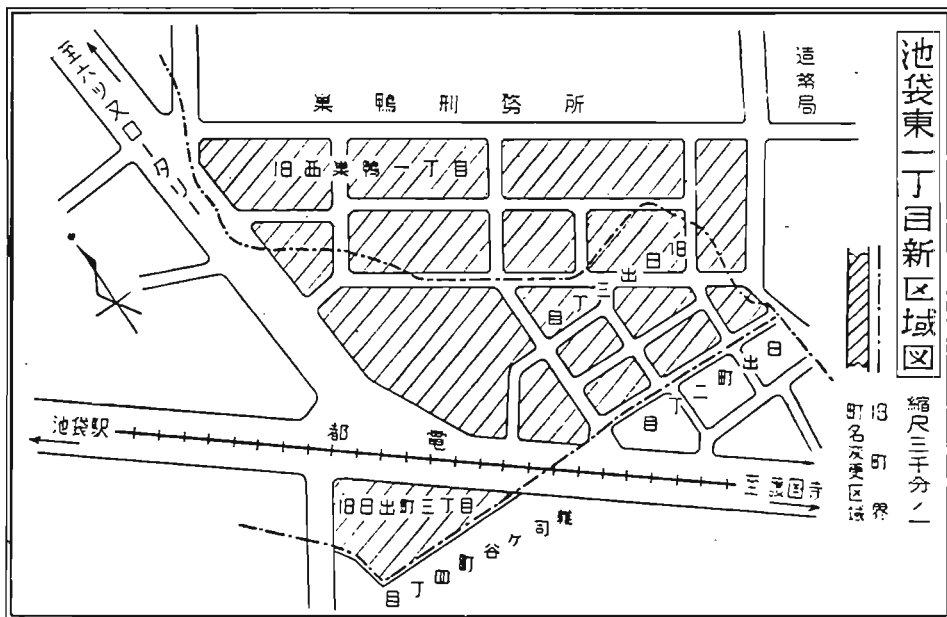 池袋東一丁目新区域図
縮尺三千分ノ一
旧町界
町名変更区域
造幣局
巣鴨刑務所
至六ツ又ロータリー
旧西巣鴨一丁目
旧日出三丁目
日出町二丁目
池袋駅
都電
至護国寺
旧日出町三丁目
雑司ケ谷町四丁目